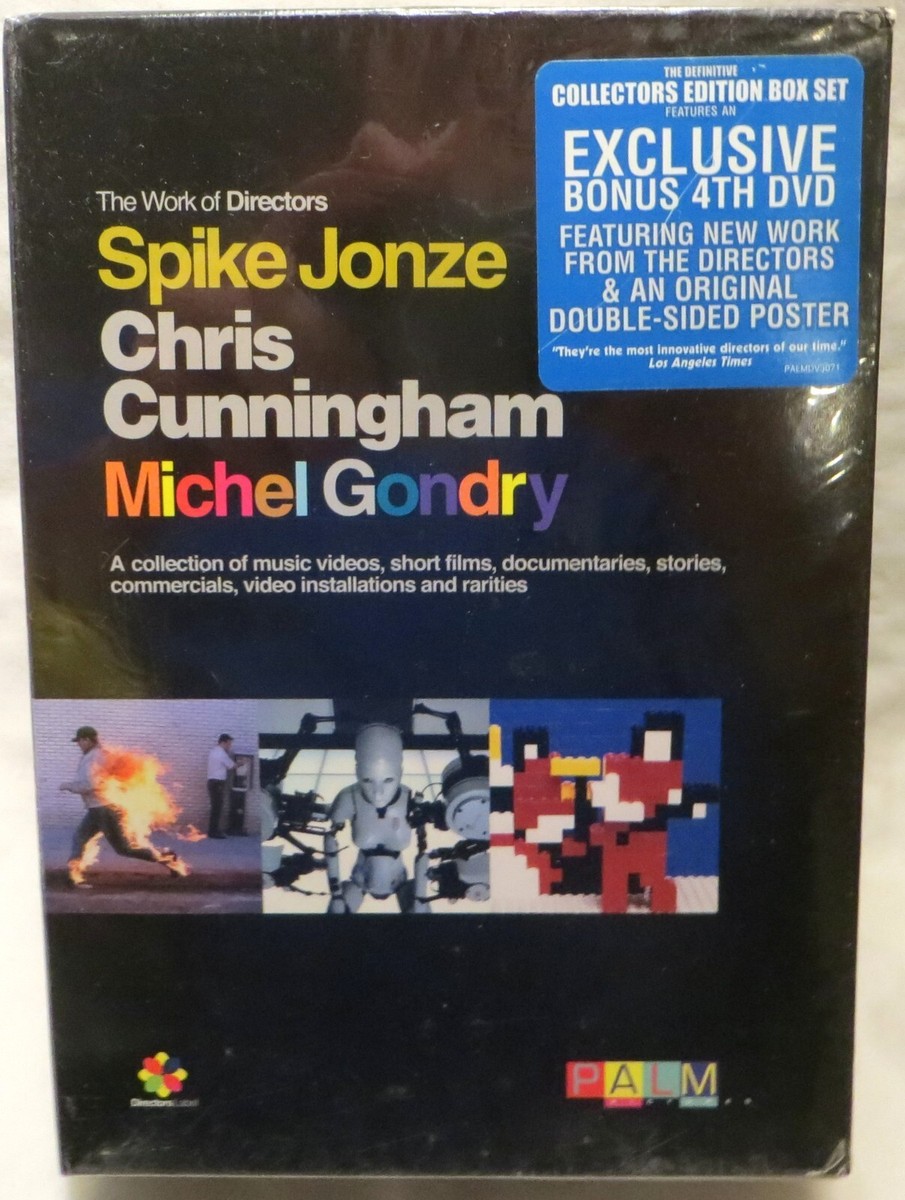 THE DEFINITIVE
COLLECTORS EDITION BOX SET
FEATURES AN
EXCLUSIVE
BONUS 4TH DVD
FEATURING NEW WORK
FROM THE DIRECTORS
& AN ORIGINAL
DOUBLE-SIDED POSTER
"They're the most innovative directors of our time."
Los Angeles Times
PALMDV3071
The Work of Directors
Spike Jonze
Chris
Cunningham
Michel Gondry
A collection of music videos, short films, documentaries, stories,
commercials, video installations and rarities
Directors Label
PALM